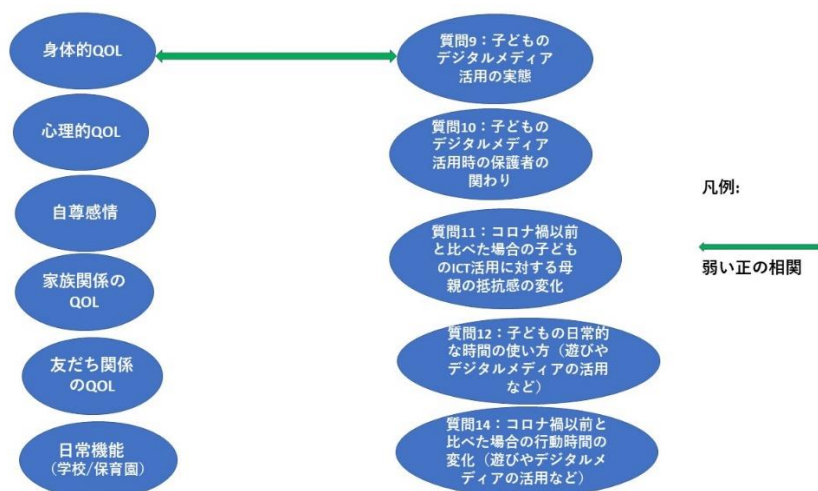 身体的QOL
心理的QOL
自尊感情
家族関係の
QOL
友だち関係
のQOL
日常機能
(学校/保育園)
質問9：子どもの
デジタルメディア
活用の実態
質問10：子どもの
デジタルメディア
活用時の保護者の
関わり
質問11：コロナ禍以前
と比べた場合の子ども
のICT活用に対する母
親の抵抗感の変化
質問12：子どもの日常的
な時間の使い方（遊びや
デジタルメディアの活用
など）
質問14：コロナ禍以前と
比べた場合の行動時間の
変化（遊びやデジタルメ
ディアの活用など）
凡例:
弱い正の相関